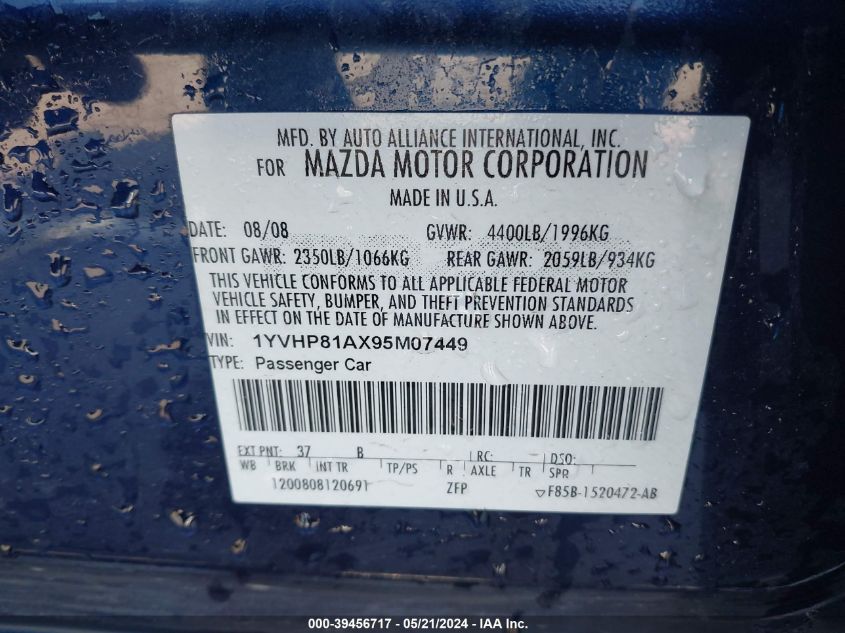 MFD. BY AUTO ALLIANCE INTERNATIONAL, INC.
FOR MAZDA MOTOR CORPORATION
MADE IN U.S.A.
DATE: 08/08 GVWR: 4400LB/1996KG
FRONT GAWR: 2350LB/1066KG REAR GAWR: 2059LB/934KG
THIS VEHICLE CONFORMS TO ALL APPLICABLE FEDERAL MOTOR
VEHICLE SAFETY, BUMPER, AND THEFT PREVENTION STANDARDS
IN EFFECT ON THE DATE OF MANUFACTURE SHOWN ABOVE.
VIN: 1YVHP81AX95M07449
TYPE: Passenger Car
EXT PNT: 37 B RC: DSO:
WB BRK INT TR TP/PS R AXLE TR SPR
1200808120691 ZFP F85B-1520472-AB
000-39456717 - 05/21/2024 - IAA Inc.